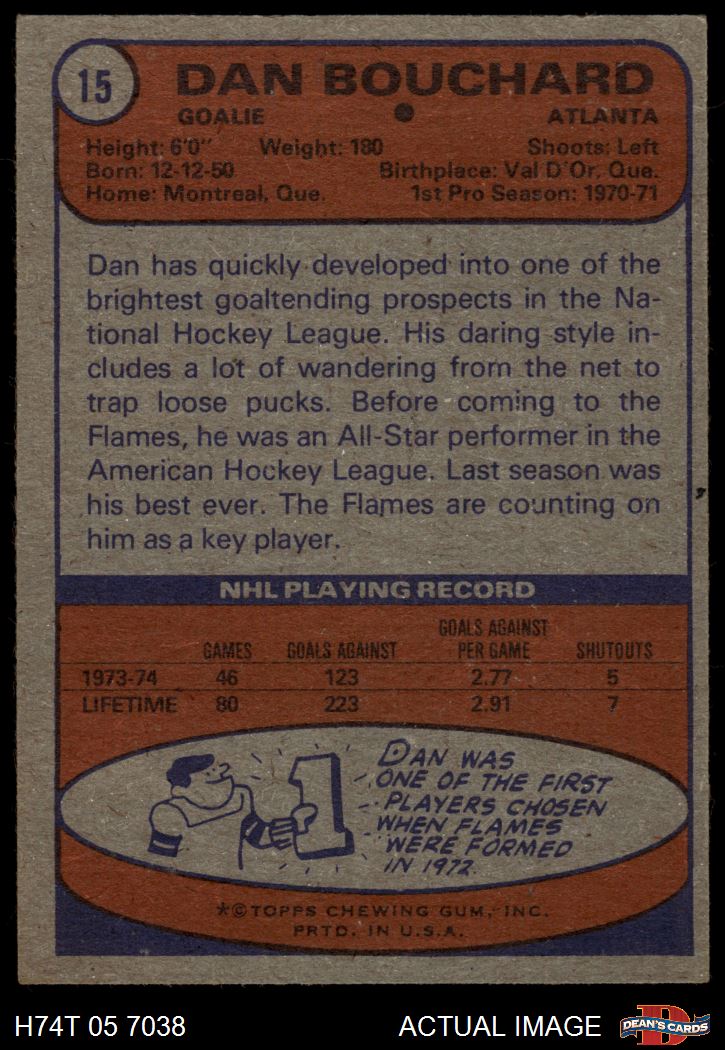 15
DAN BOUCHARD
GOALIE ATLANTA
Height: 6'0" Weight: 180 Shoots: Left
Born: 12-12-50 Birthplace: Val D'Or, Que.
Home: Montreal, Que. 1st Pro Season: 1970-71
Dan has quickly developed into one of the
brightest goaltending prospects in the Na-
tional Hockey League. His daring style in-
cludes a lot of wandering from the net to
trap loose pucks. Before coming to the
Flames, he was an All-Star performer in the
American Hockey League. Last season was
his best ever. The Flames are counting on
him as a key player.
NHL PLAYING RECORD
GOALS AGAINST
GAMES GOALS AGAINST PER GAME SHUTOUTS
1973-74 46 123 2.77 5
LIFETIME 80 223 2.91 7
1
DAN WAS
ONE OF THE FIRST
PLAYERS CHOSEN
WHEN FLAMES
WERE FORMED
IN 1972.
*©TOPPS CHEWING GUM, INC.
PRTD. IN U.S.A.
H74T 05 7038 ACTUAL IMAGE
D
DEAN'S CARDS